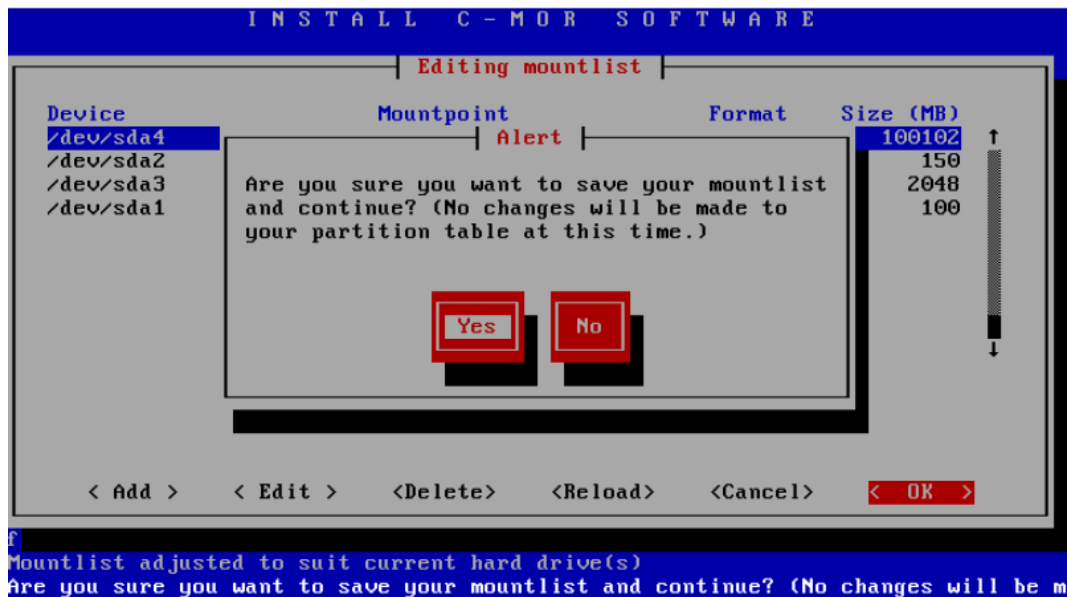 INSTALL C-MOR SOFTWARE
Editing mountlist
Device Mountpoint Format Size (MB)
Alert
/dev/sda4 100102
/dev/sda2 150
/dev/sda3 2048
/dev/sda1 100
Are you sure you want to save your mountlist
and continue? (No changes will be made to
your partition table at this time.)
Yes No
< Add > < Edit > <Delete> <Reload> <Cancel> < OK >
f
Mountlist adjusted to suit current hard drive(s)
Are you sure you want to save your mountlist and continue? (No changes will be m